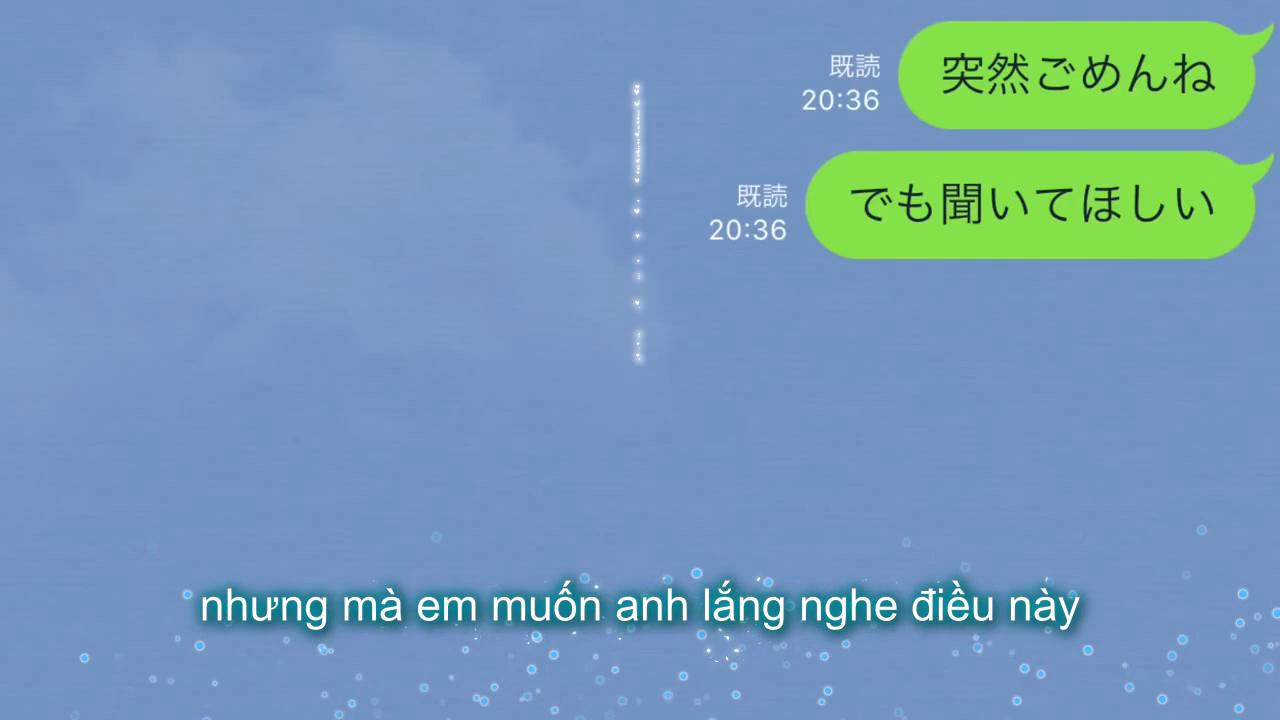 既読
20:36
突然ごめんね
既読
20:36
でも聞いてほしい
nhưng mà em muốn anh lắng nghe điều này